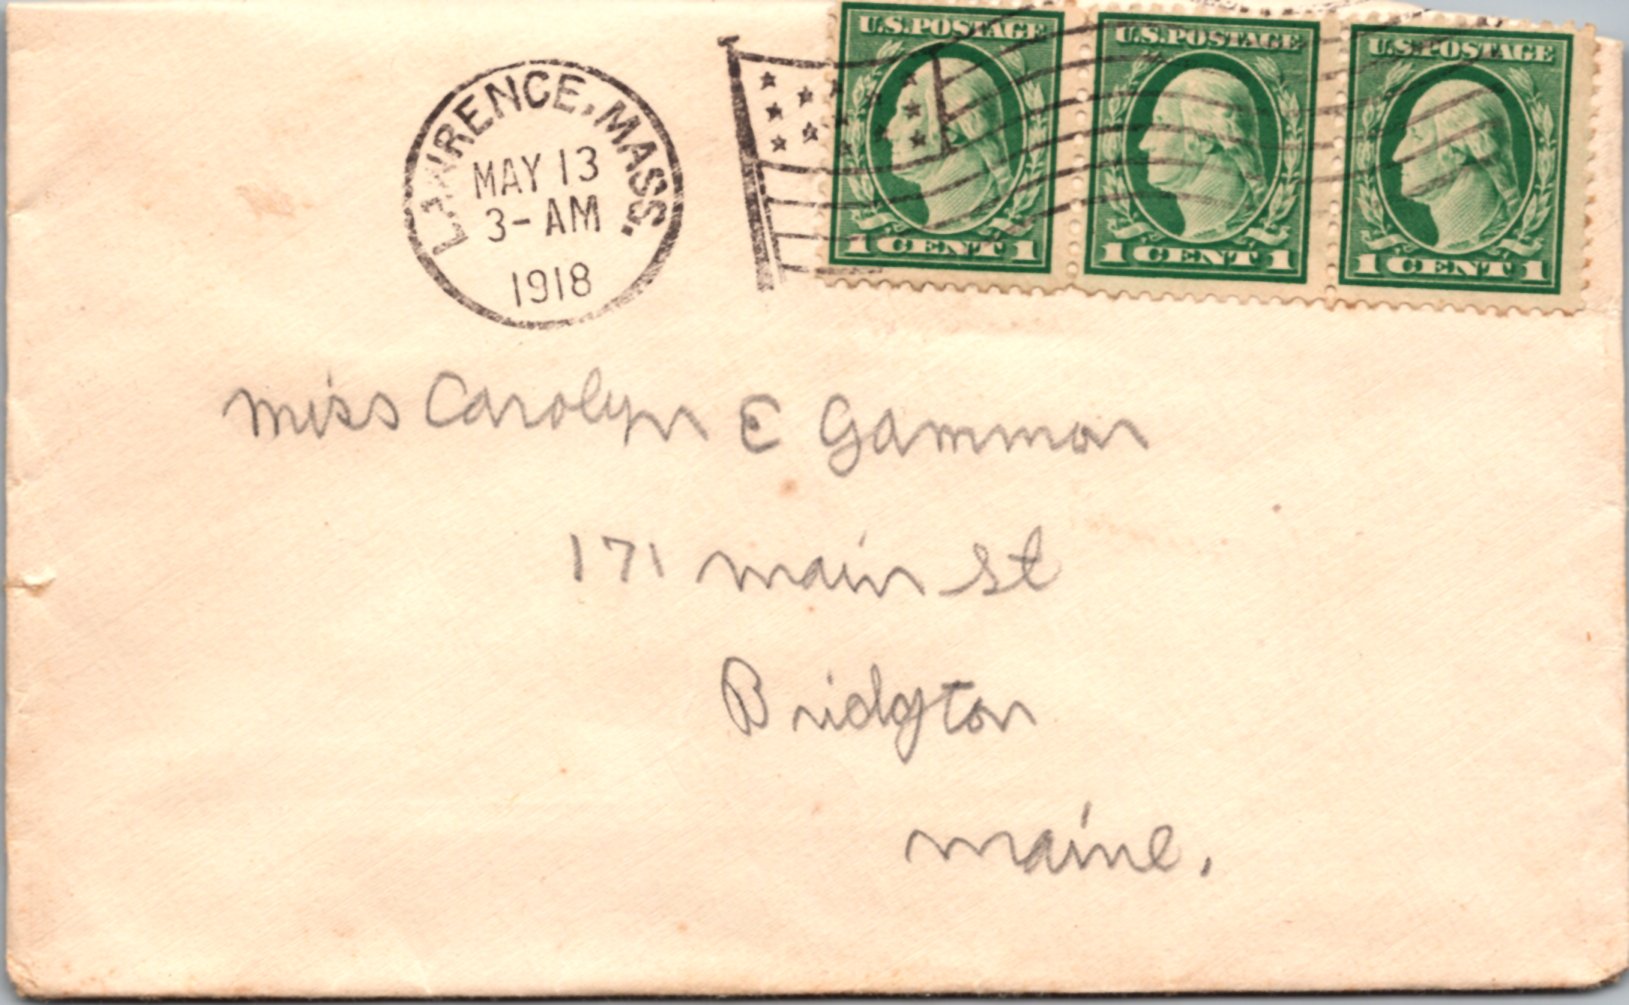 LAWRENCE, MASS.
MAY 13
3-AM
1918
U.S. POSTAGE
1 CENT 1
U.S. POSTAGE
1 CENT 1
U.S. POSTAGE
1 CENT 1
Miss Carolyn E Gammon
171 Main St
Bridgton
Maine.